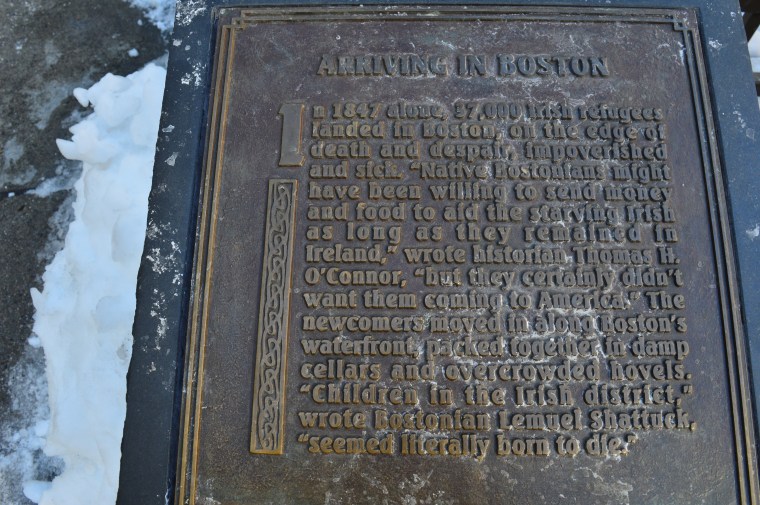 ARRIVING IN BOSTON
In 1847 alone, 37,000 Irish refugees
landed in Boston, on the edge of
death and despair, impoverished
and sick. "Native Bostonians might
have been willing to send money
and food to aid the starving Irish
as long as they remained in
Ireland," wrote historian Thomas H.
O'Connor, "but they certainly didn't
want them coming to America." The
newcomers moved in along Boston's
waterfront, packed together in damp
cellars and overcrowded hovels.
"Children in the Irish district,"
wrote Bostonian Lemuel Shattuck,
"seemed literally born to die."